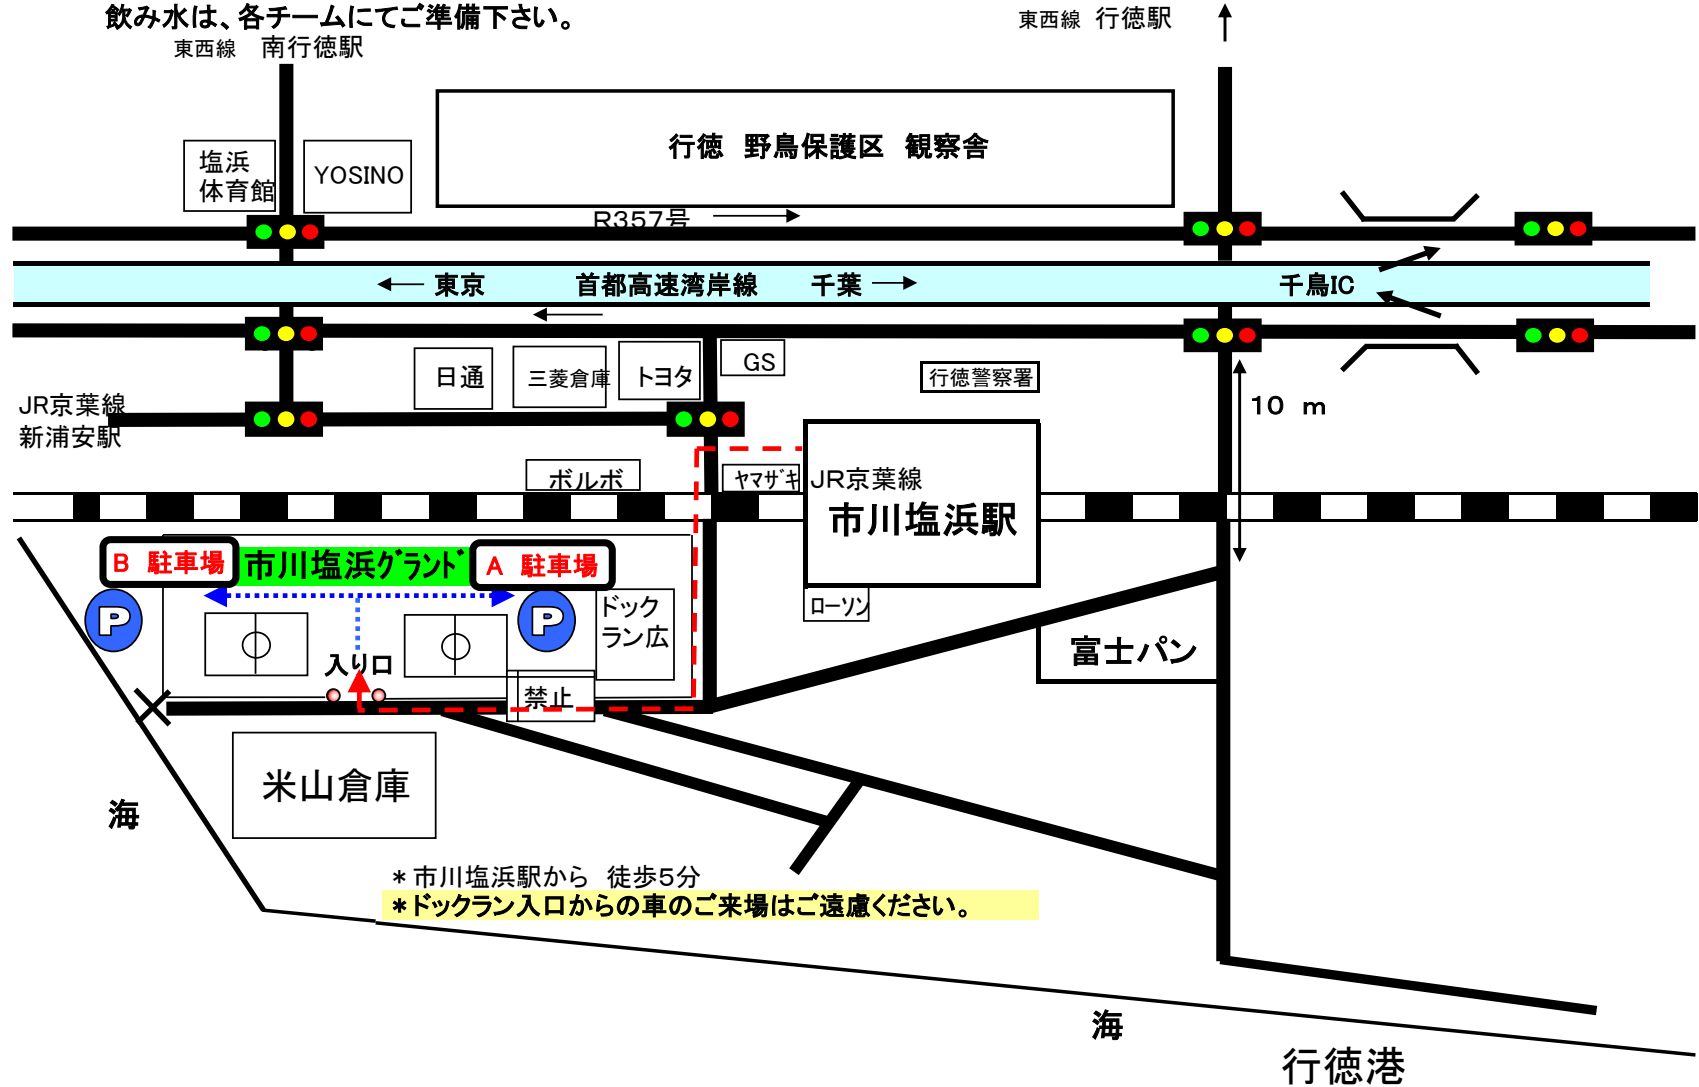 飲み水は、各チームにてご準備下さい。
東西線 南行徳駅
東西線 行徳駅
行徳 野鳥保護区 観察舎
塩浜
体育館
YOSINO
R357号
東京
首都高速湾岸線
千葉
千鳥IC
日通
三菱倉庫
トヨタ
GS
行徳警察署
JR京葉線
新浦安駅
10 m
ボルボ
ヤマザキ
JR京葉線
市川塩浜駅
B 駐車場
市川塩浜グランド
A 駐車場
P
P
ドック
ラン広
ローソン
富士パン
入り口
禁止
米山倉庫
海
*市川塩浜駅から 徒歩5分
*ドックラン入口からの車のご来場はご遠慮ください。
海
行徳港